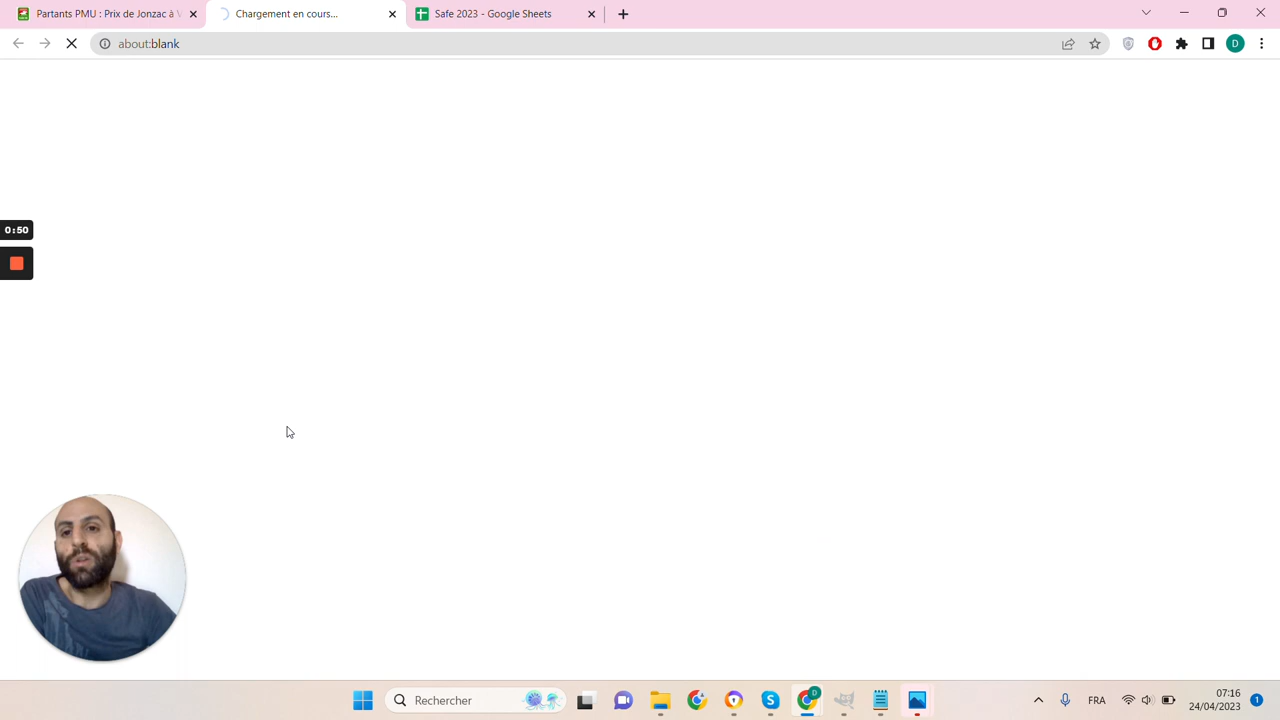 Partants PMU : Prix de Jonzac à V
Chargement en cours...
Safe 2023 - Google Sheets
about:blank
D
0:50
Rechercher
D
S
FRA
07:16
24/04/2023
1